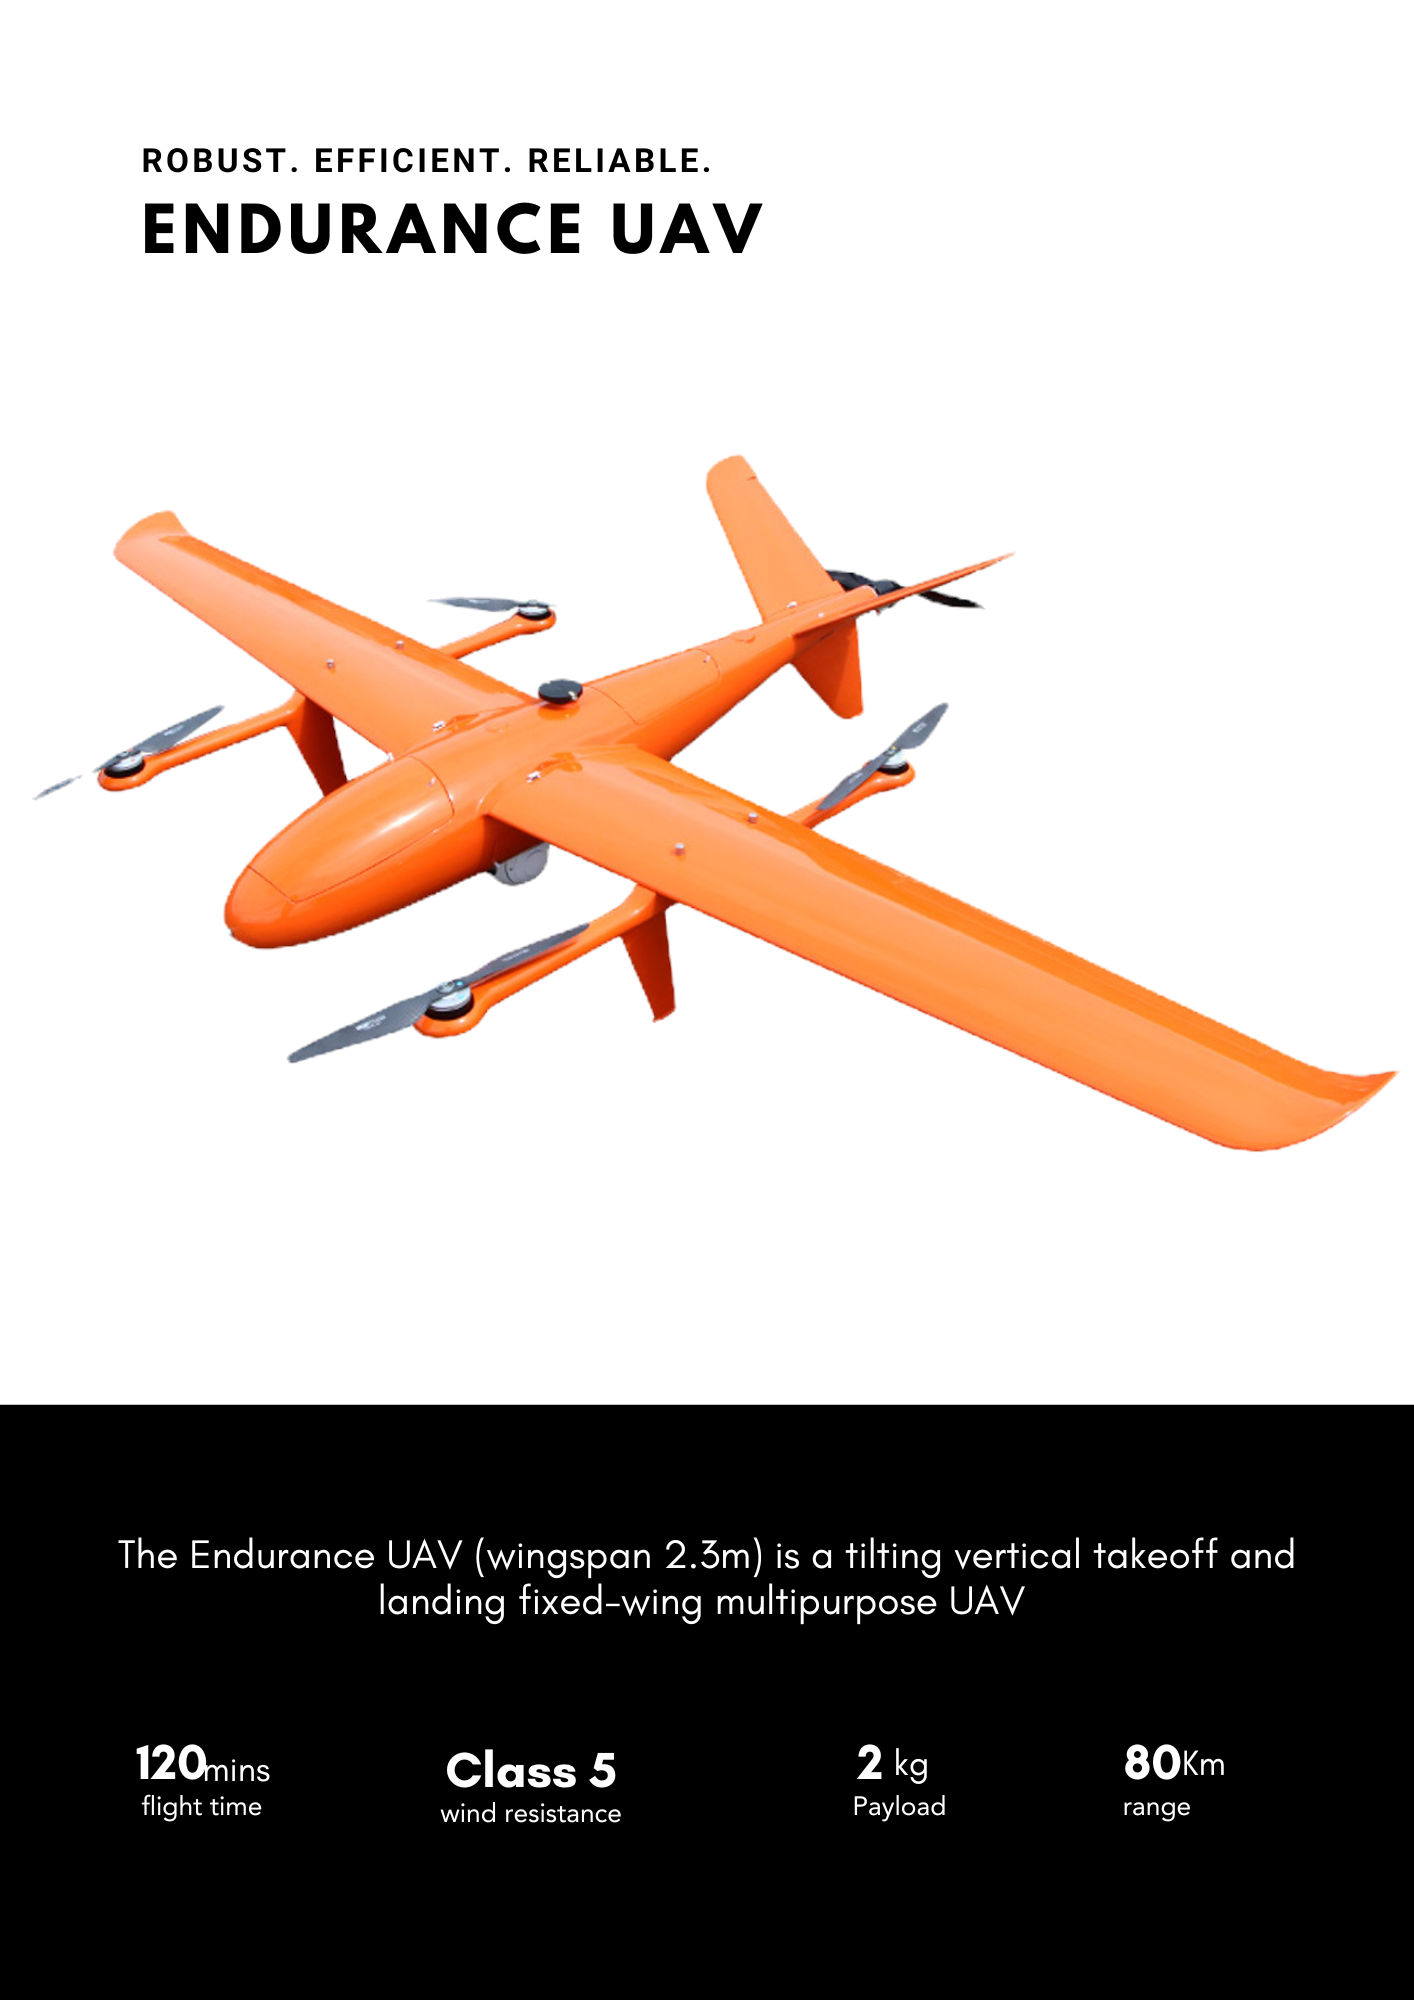 ROBUST. EFFICIENT. RELIABLE.
ENDURANCE UAV
The Endurance UAV (wingspan 2.3m) is a tilting vertical takeoff and
landing fixed-wing multipurpose UAV
120mins
flight time
Class 5
wind resistance
2 kg
Payload
80Km
range